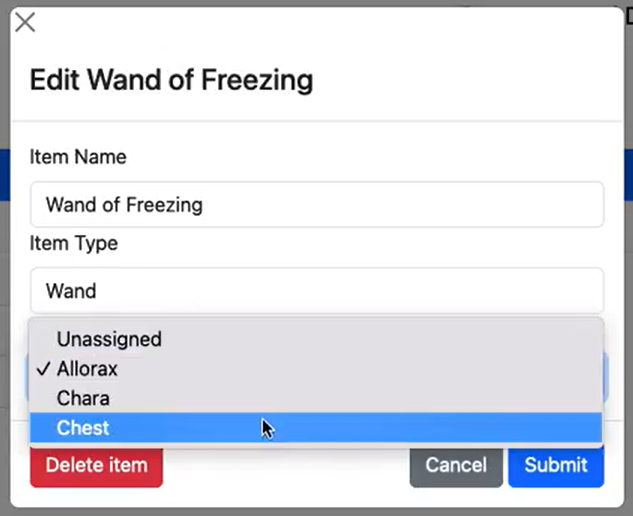 Edit Wand of Freezing
Item Name
Wand of Freezing
Item Type
Wand
Unassigned
✓ Allorax
Chara
Chest
Delete item
Cancel
Submit